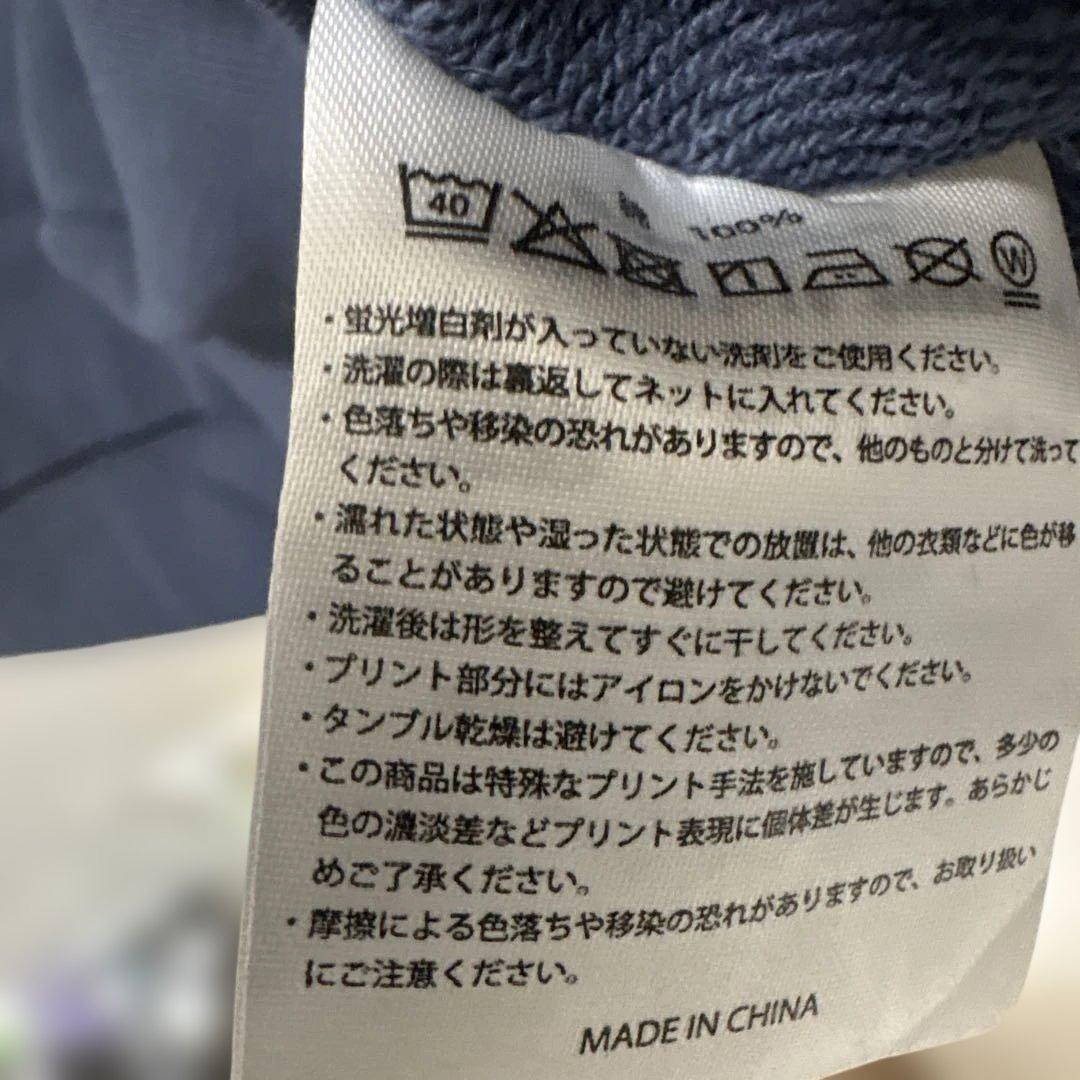 綿 100%
40
W
・蛍光増白剤が入っていない洗剤をご使用ください。
・洗濯の際は裏返してネットに入れてください。
・色落ちや移染の恐れがありますので、他のものと分けて洗って
ください。
・濡れた状態や湿った状態での放置は、他の衣類などに色が移
ることがありますので避けてください。
・洗濯後は形を整えてすぐに干してください。
・プリント部分にはアイロンをかけないでください。
・タンブル乾燥は避けてください。
・この商品は特殊なプリント手法を施していますので、多少の
色の濃淡差などプリント表現に個体差が生じます。あらかじ
めご了承ください。
・摩擦による色落ちや移染の恐れがありますので、お取り扱い
にご注意ください。
MADE IN CHINA